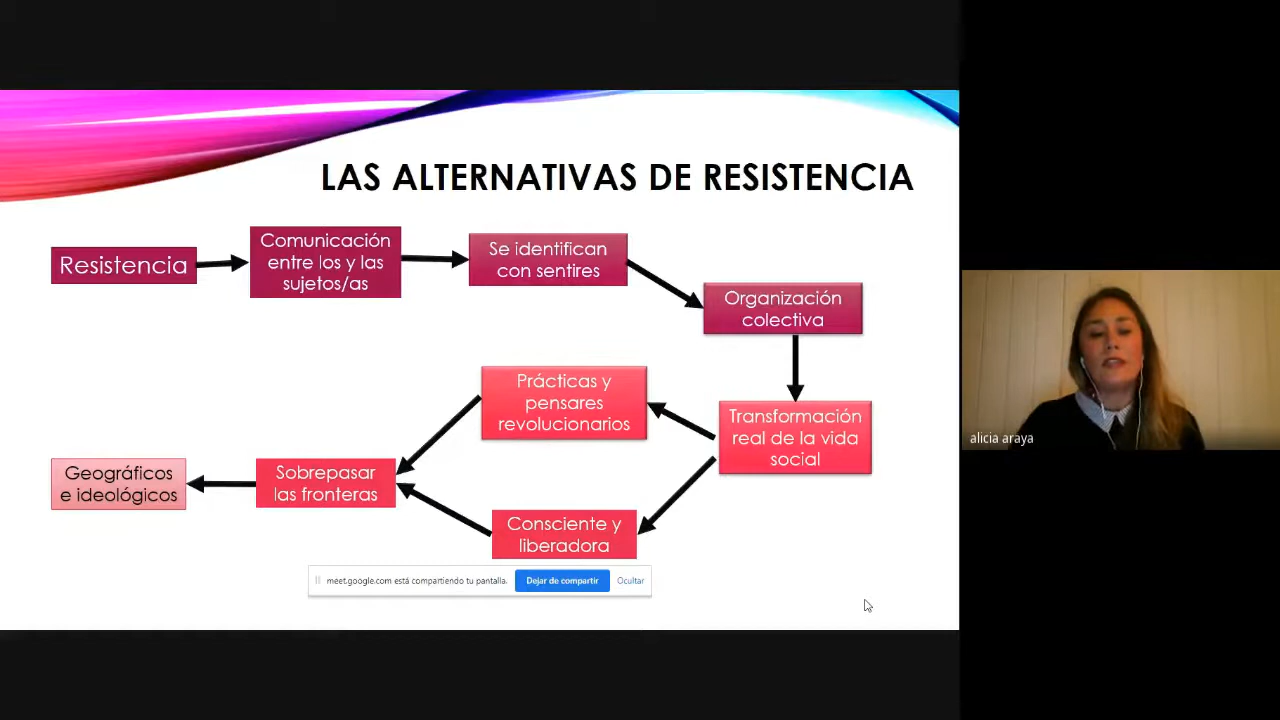 LAS ALTERNATIVAS DE RESISTENCIA
Resistencia
Comunicación
entre los y las
sujetos/as
Se identifican
con sentires
Organización
colectiva
Transformación
real de la vida
social
Prácticas y
pensares
revolucionarios
Consciente y
liberadora
Sobrepasar
las fronteras
Geográficos
e ideológicos
meet.google.com está compartiendo tu pantalla.
Dejar de compartir
Ocultar
alicia araya